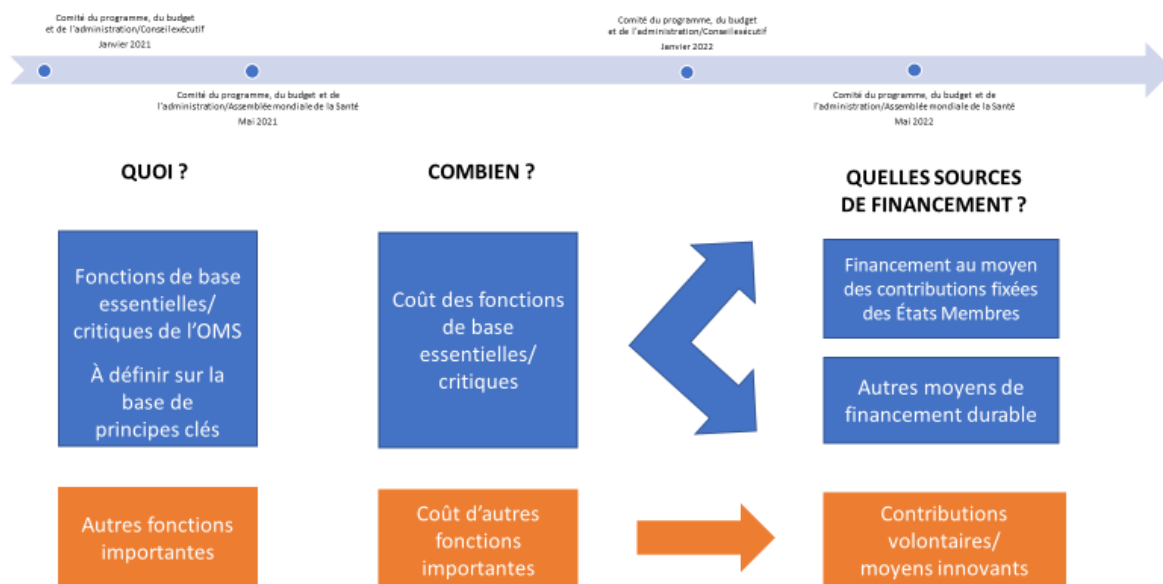 Comité du programme, du budget
et de l'administration/Conseil exécutif
Janvier 2021
Comité du programme, du budget
et de l'administration/Conseil exécutif
Janvier 2022
Comité du programme, du budget et de
l'administration/Assemblée mondiale de la Santé
Mai 2021
Comité du programme, du budget et de
l'administration/Assemblée mondiale de la Santé
Mai 2022
QUOI ?
COMBIEN ?
QUELLES SOURCES
DE FINANCEMENT ?
Fonctions de base
essentielles/
critiques de l'OMS
À définir sur la
base de
principes clés
Coût des fonctions
de base
essentielles/
critiques
Financement au moyen
des contributions fixées
des États Membres
Autres moyens de
financement durable
Autres fonctions
importantes
Coût d'autres
fonctions
importantes
Contributions
volontaires/
moyens innovants